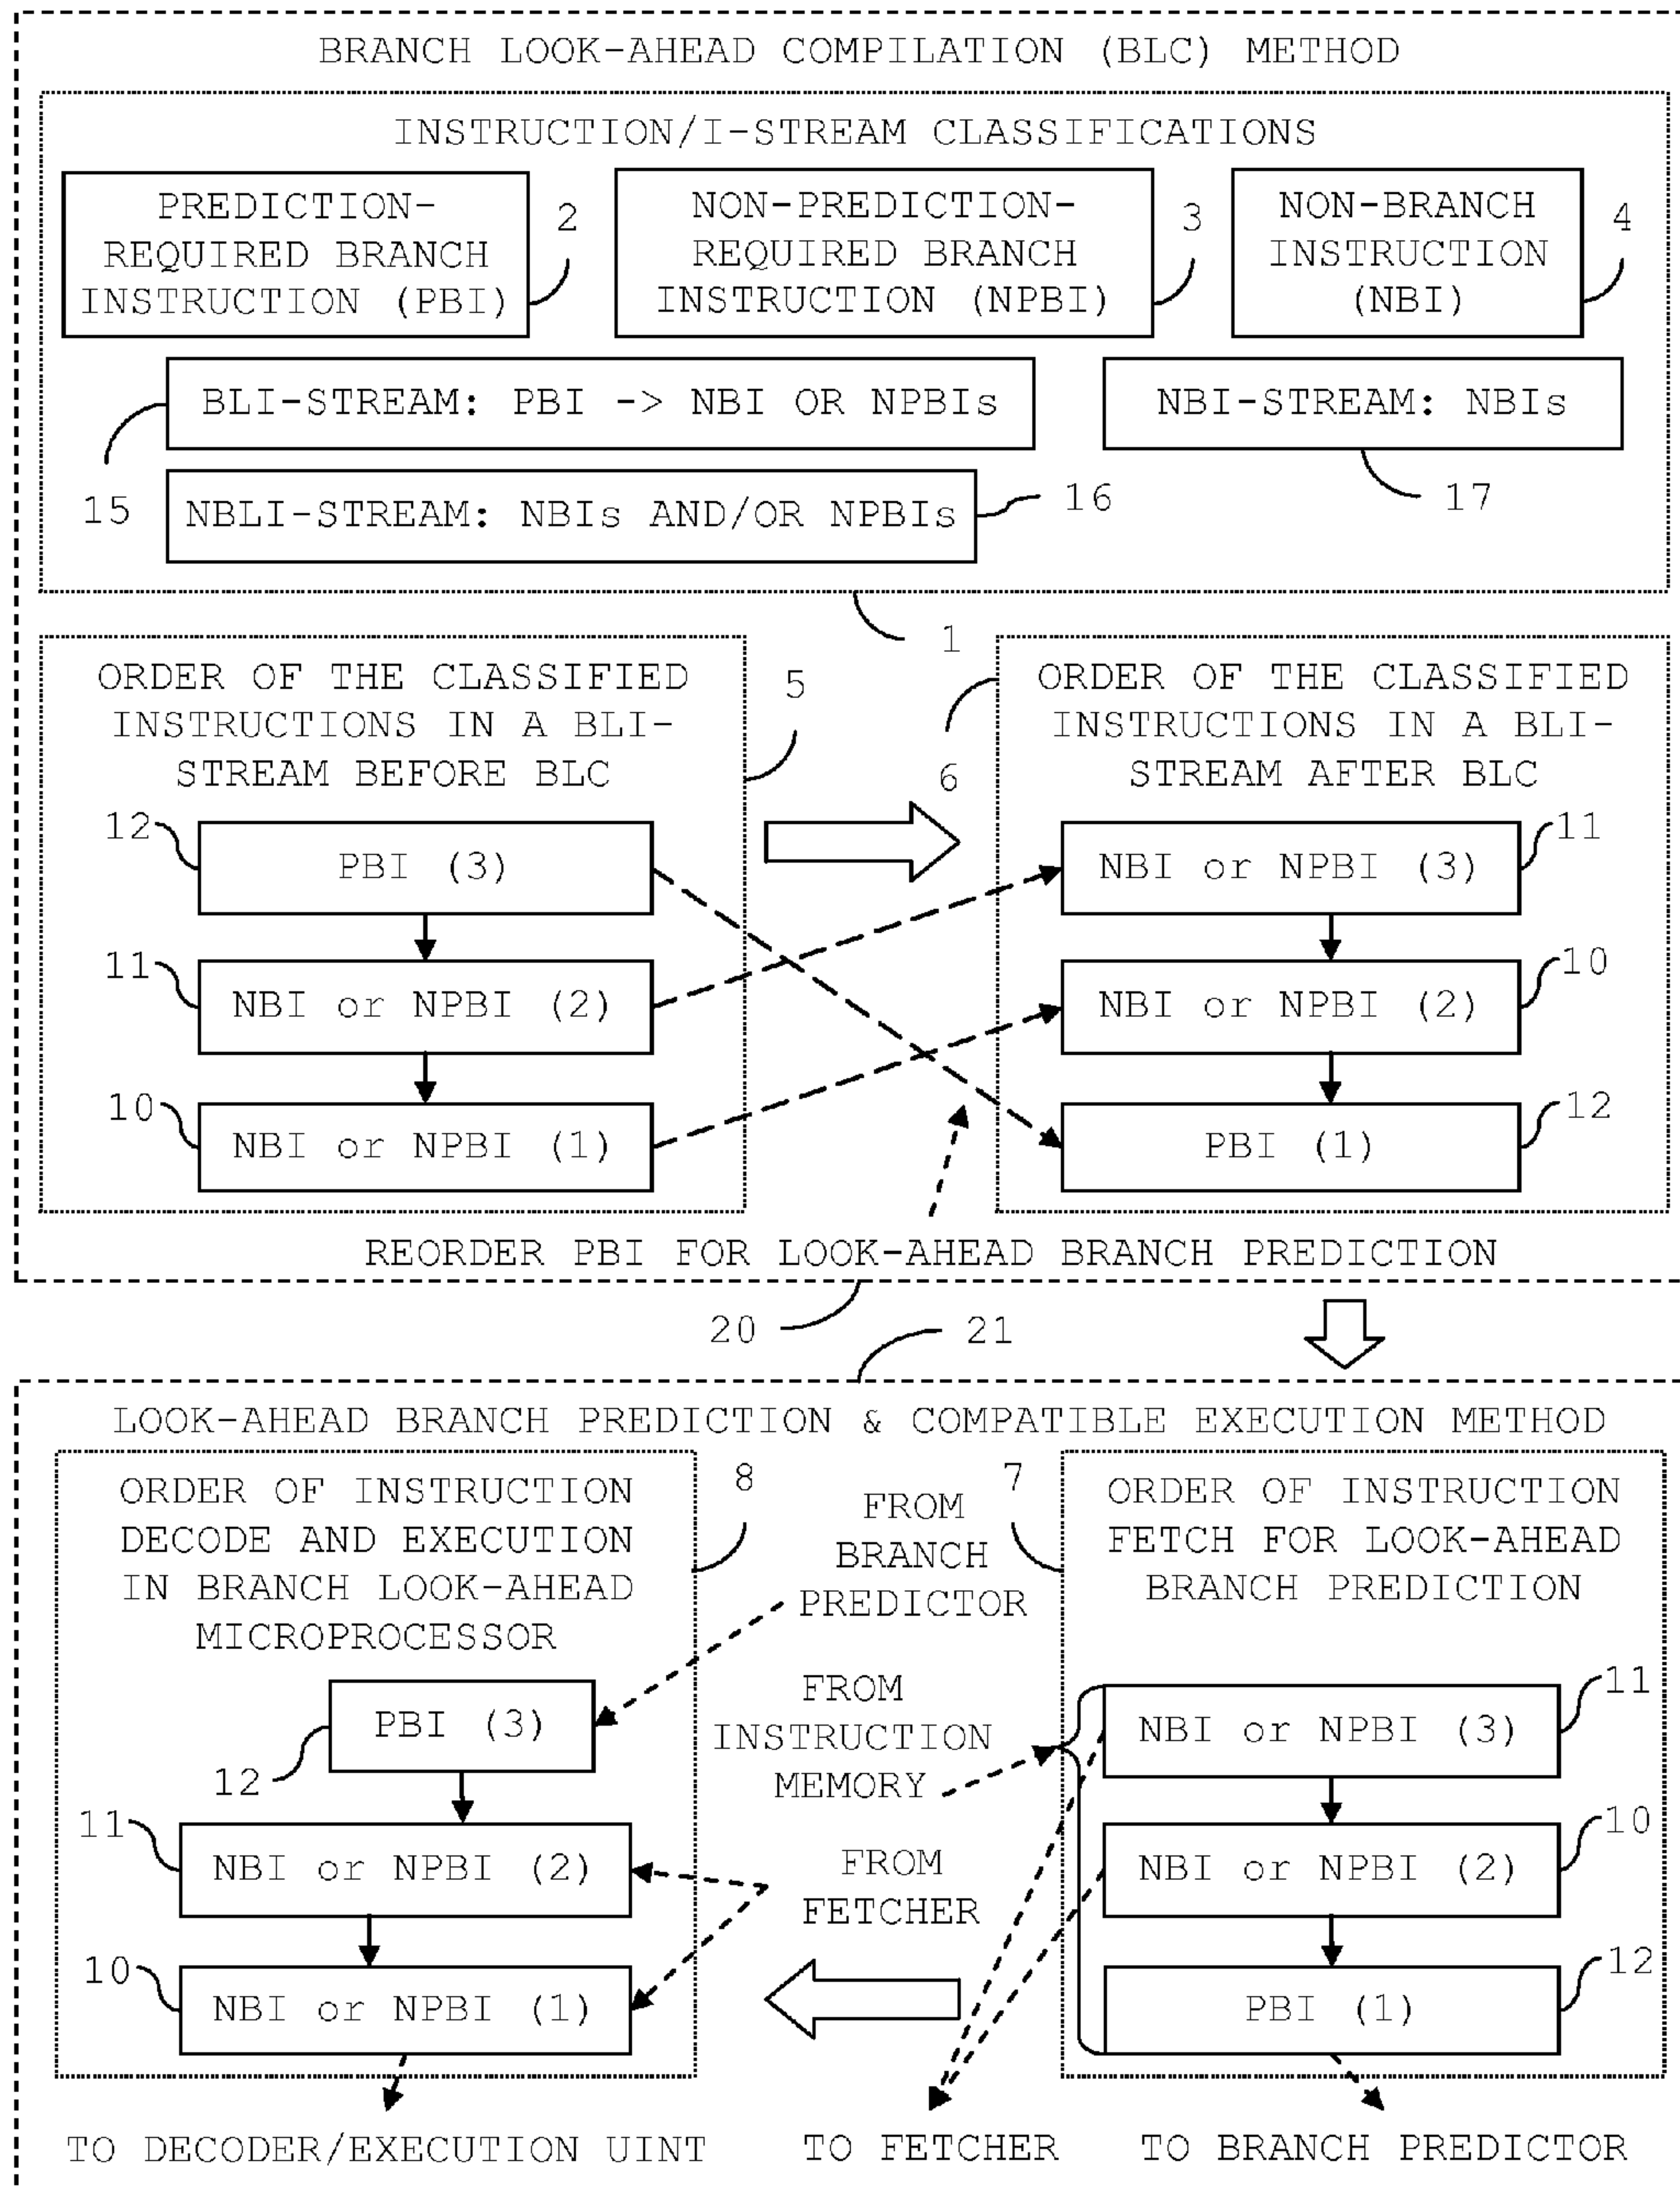 BRANCH LOOK-AHEAD COMPILATION (BLC) METHOD
INSTRUCTION/I-STREAM CLASSIFICATIONS
PREDICTION-
REQUIRED BRANCH
INSTRUCTION (PBI)
2
NON-PREDICTION-
REQUIRED BRANCH
INSTRUCTION (NPBI)
3
NON-BRANCH
INSTRUCTION
(NBI)
4
BLI-STREAM: PBI -> NBI OR NPBIs
15
NBI-STREAM: NBIs
17
NBLI-STREAM: NBIs AND/OR NPBIs
16
1
ORDER OF THE CLASSIFIED
INSTRUCTIONS IN A BLI-
STREAM BEFORE BLC
5
12
PBI (3)
11
NBI or NPBI (2)
10
NBI or NPBI (1)
6
ORDER OF THE CLASSIFIED
INSTRUCTIONS IN A BLI-
STREAM AFTER BLC
NBI or NPBI (3)
11
NBI or NPBI (2)
10
PBI (1)
12
REORDER PBI FOR LOOK-AHEAD BRANCH PREDICTION
20
21
LOOK-AHEAD BRANCH PREDICTION & COMPATIBLE EXECUTION METHOD
ORDER OF INSTRUCTION
DECODE AND EXECUTION
IN BRANCH LOOK-AHEAD
MICROPROCESSOR
8
PBI (3)
12
11
NBI or NPBI (2)
10
NBI or NPBI (1)
FROM
BRANCH
PREDICTOR
FROM
INSTRUCTION
MEMORY
FROM
FETCHER
7
ORDER OF INSTRUCTION
FETCH FOR LOOK-AHEAD
BRANCH PREDICTION
NBI or NPBI (3)
11
NBI or NPBI (2)
10
PBI (1)
12
TO DECODER/EXECUTION UINT
TO FETCHER
TO BRANCH PREDICTOR